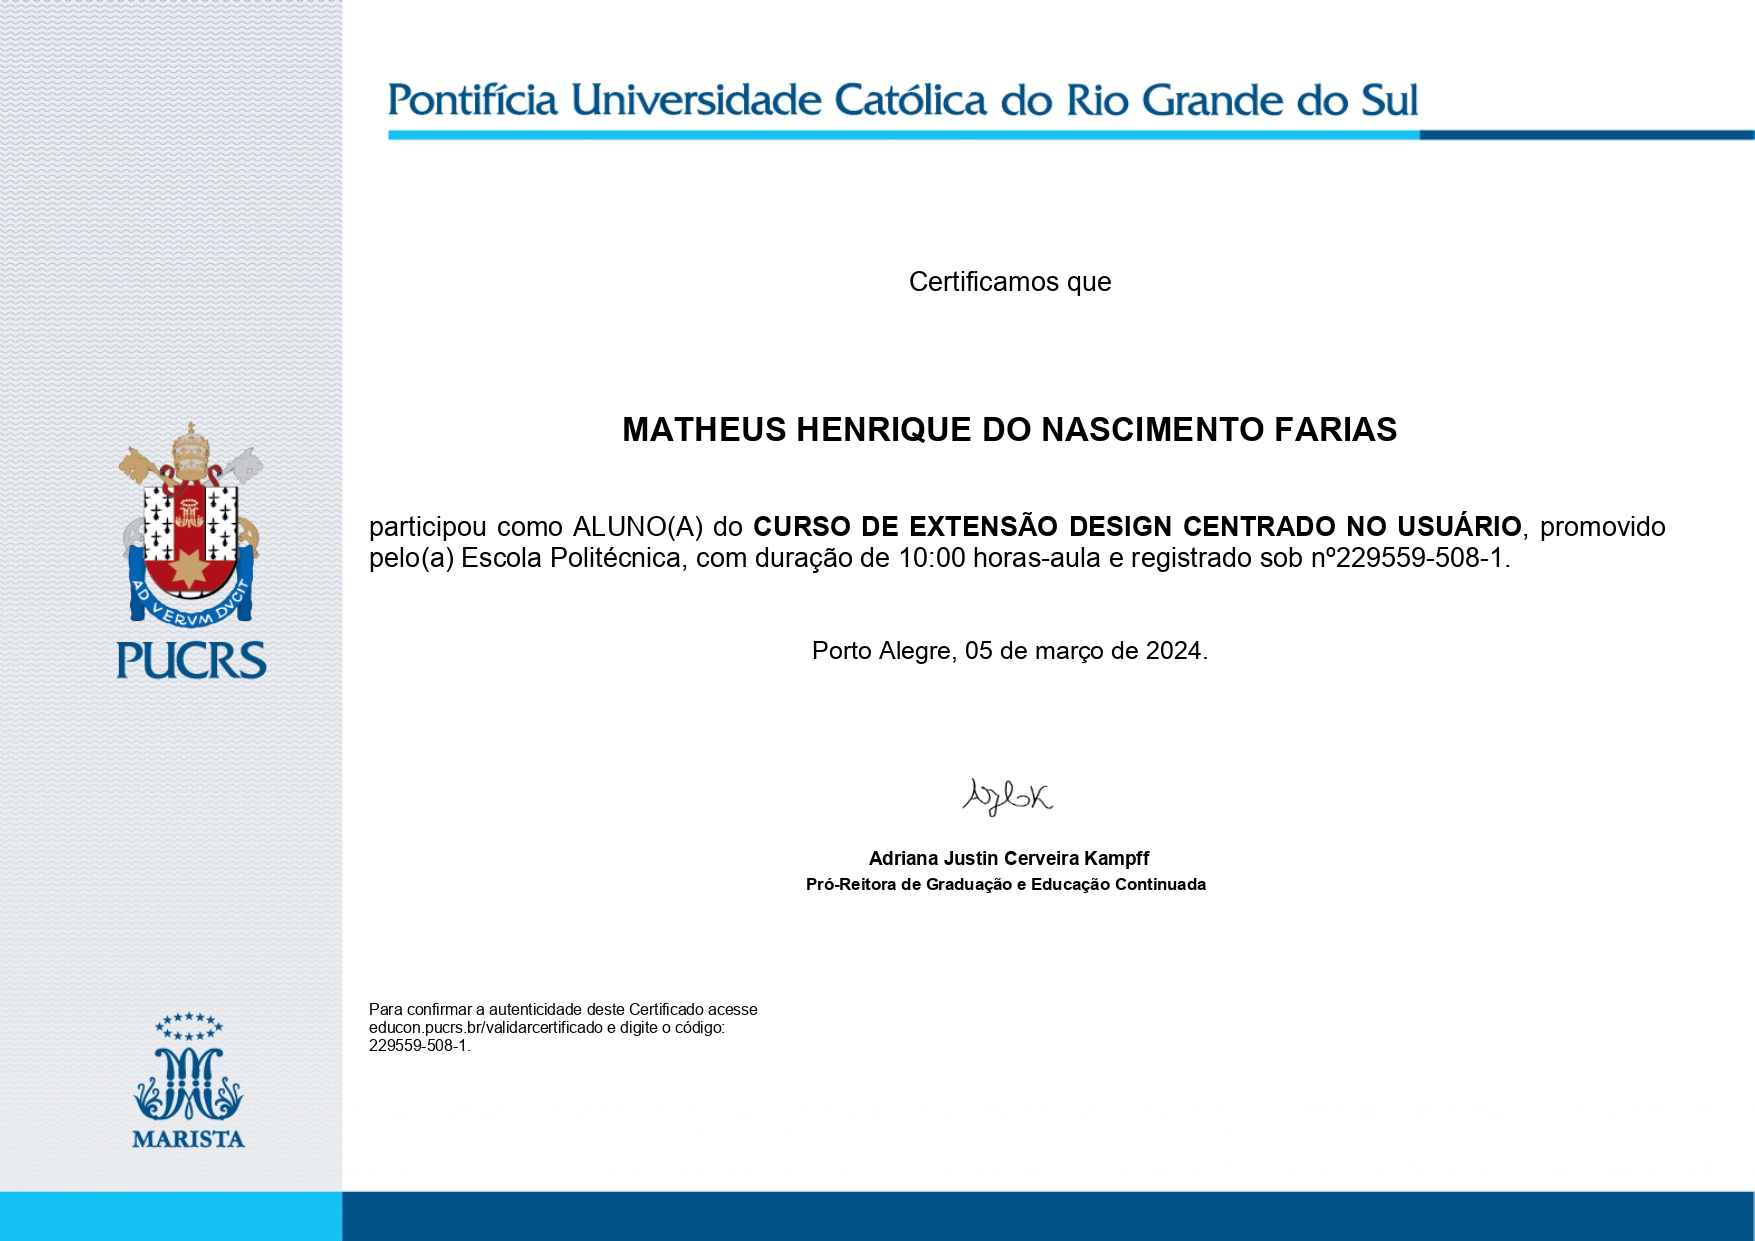 Pontifícia Universidade Católica do Rio Grande do Sul
Certificamos que
MATHEUS HENRIQUE DO NASCIMENTO FARIAS
participou como ALUNO(A) do CURSO DE EXTENSÃO DESIGN CENTRADO NO USUÁRIO, promovido
pelo(a) Escola Politécnica, com duração de 10:00 horas-aula e registrado sob nº229559-508-1.
Porto Alegre, 05 de março de 2024.
Adriana Justin Cerveira Kampff
Pró-Reitora de Graduação e Educação Continuada
Para confirmar a autenticidade deste Certificado acesse
educon.pucrs.br/validarcertificado e digite o código:
229559-508-1.
AD VERVM DVCIT
PUCRS
MARISTA